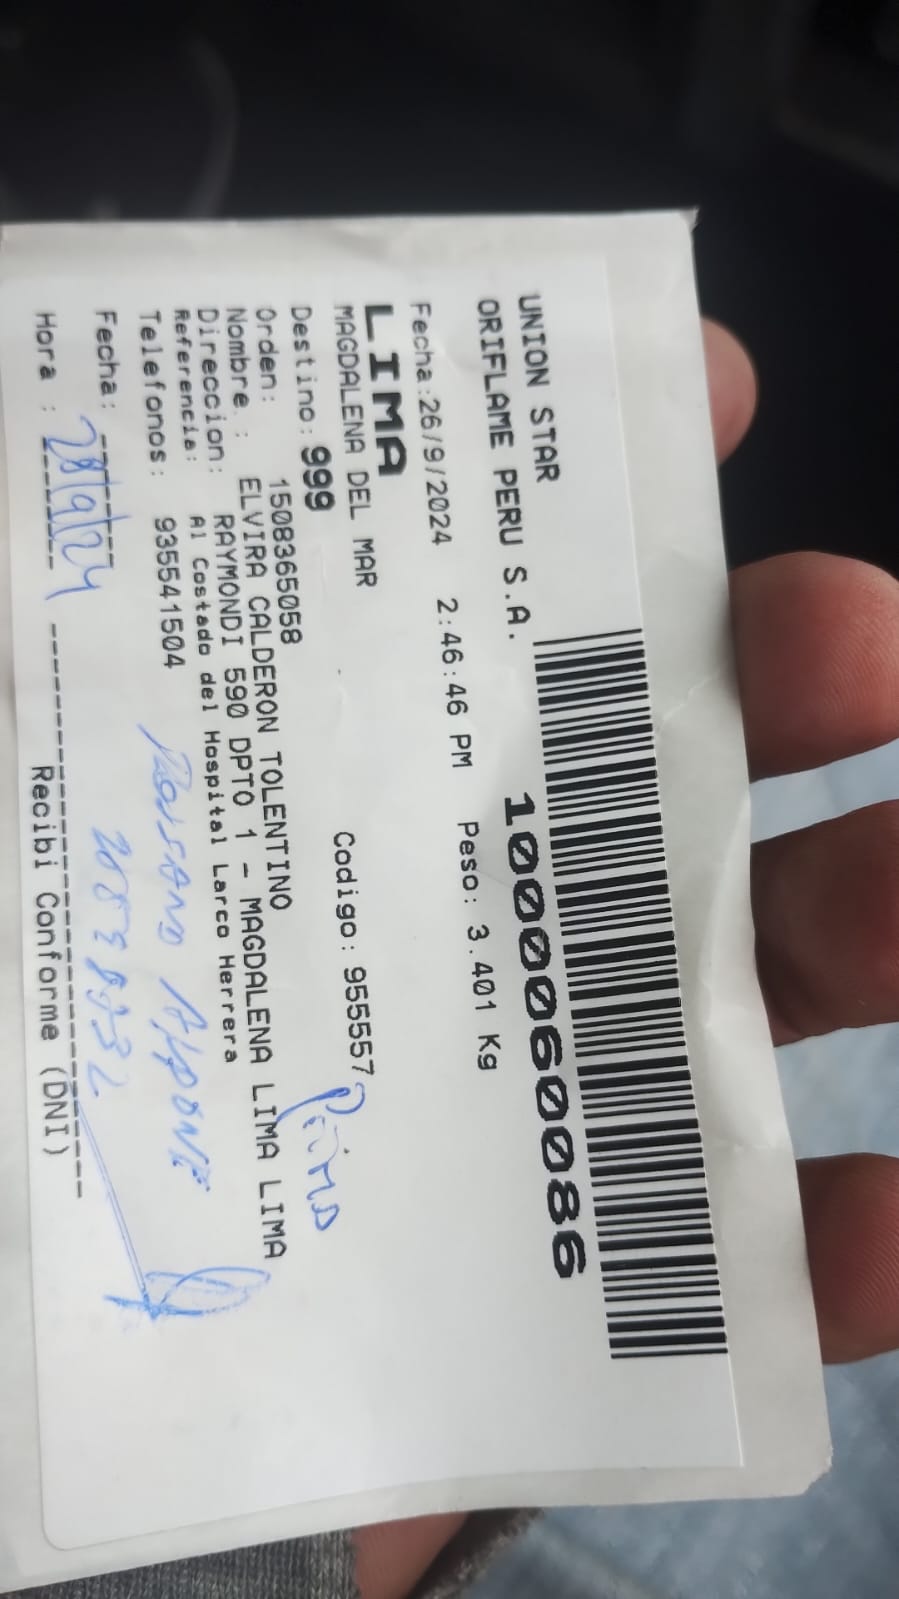 UNION STAR
ORIFLAME PERU S.A.
10000060086
Fecha:26/9/2024 2:46:46 PM Peso: 3.401 Kg
LIMA
MAGDALENA DEL MAR Codigo: 955557
Destino: 999
Orden: 1508365058
Nombre : ELVIRA CALDERON TOLENTINO
Direccion: RAYMONDI 590 DPTO 1 - MAGDALENA LIMA LIMA
Referencia: Al Costado del Hospital Larco Herrera
Telefonos: 935541504
Fecha: 28/9/24
Hora :
Recibi Conforme (DNI)